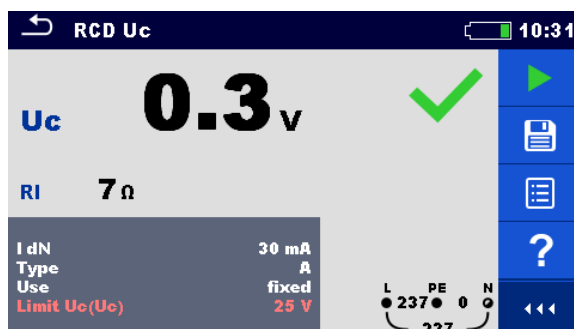 RCD Uc
10:31
Uc 0.3 V
RI 7 Ω
I dN 30 mA
Type A
Use fixed
Limit Uc(Uc) 25 V
?
L PE N
237 0
237